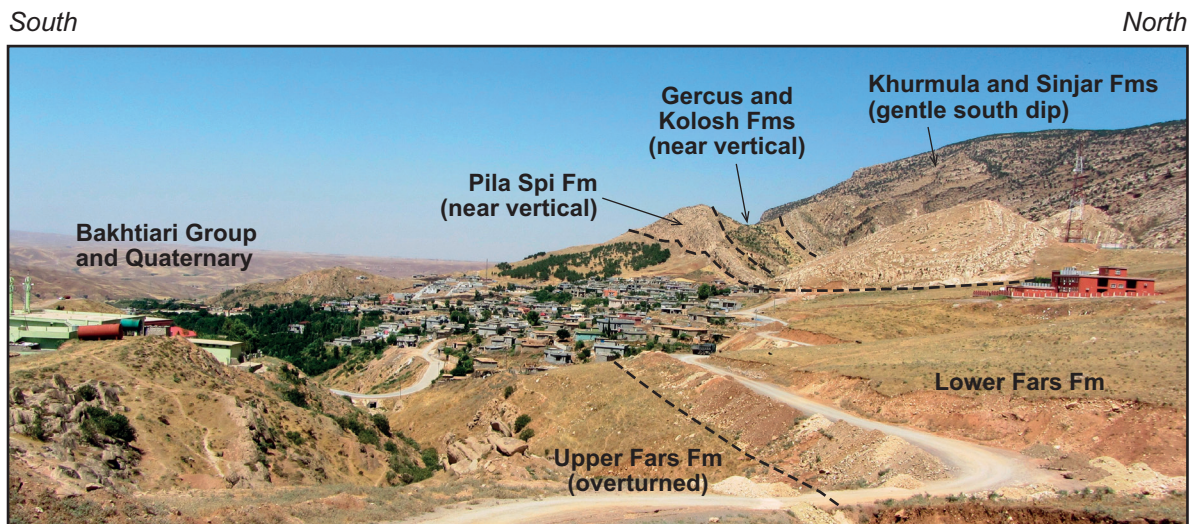 South
North
Khurmula and Sinjar Fms
(gentle south dip)
Gercus and
Kolosh Fms
(near vertical)
Pila Spi Fm
(near vertical)
Bakhtiari Group
and Quaternary
Lower Fars Fm
Upper Fars Fm
(overturned)